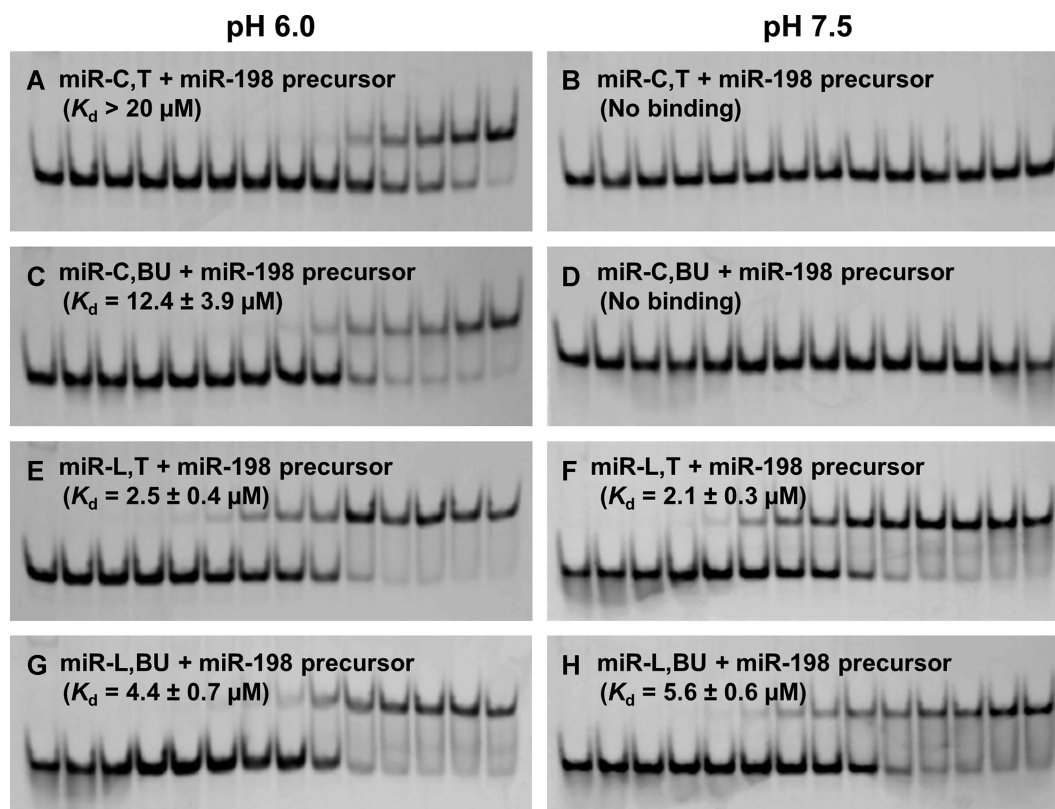 pH 6.0
pH 7.5
A miR-C,T + miR-198 precursor
(Kd > 20 µM)
B miR-C,T + miR-198 precursor
(No binding)
C miR-C,BU + miR-198 precursor
(Kd = 12.4 ± 3.9 µM)
D miR-C,BU + miR-198 precursor
(No binding)
E miR-L,T + miR-198 precursor
(Kd = 2.5 ± 0.4 µM)
F miR-L,T + miR-198 precursor
(Kd = 2.1 ± 0.3 µM)
G miR-L,BU + miR-198 precursor
(Kd = 4.4 ± 0.7 µM)
H miR-L,BU + miR-198 precursor
(Kd = 5.6 ± 0.6 µM)